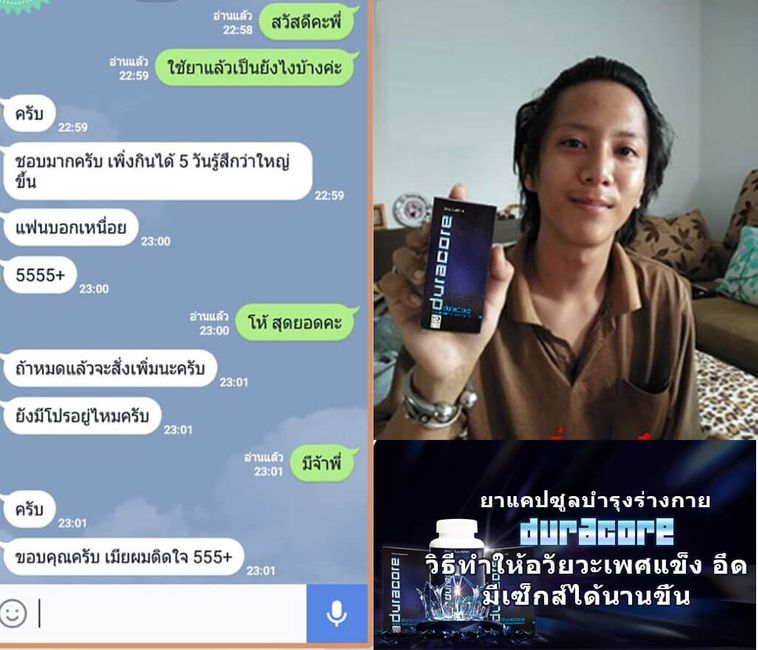 อ่านแล้ว
22:58
สวัสดีคะพี่
อ่านแล้ว
22:59
ใช้ยาแล้วเป็นยังไงบ้างค่ะ
ครับ
22:59
ชอบมากครับ เพิ่งกินได้ 5 วันรู้สึกว่าใหญ่
ขึ้น
22:59
แฟนบอกเหนื่อย
23:00
5555+
23:00
อ่านแล้ว
23:00
โห้ สุดยอดคะ
ถ้าหมดแล้วจะสั่งเพิ่มนะครับ
23:01
ยังมีโปรอยู่ไหมครับ
23:01
อ่านแล้ว
23:01
มีจ้าพี่
ครับ
23:01
ขอบคุณครับ เมียผมติดใจ 555+
23:01
duracore
ยาแคปซูลบำรุงร่างกาย
duracore
วิธีทำให้อวัยวะเพศแข็ง อึด
มีเซ็กส์ได้นานขึ้น
duracore